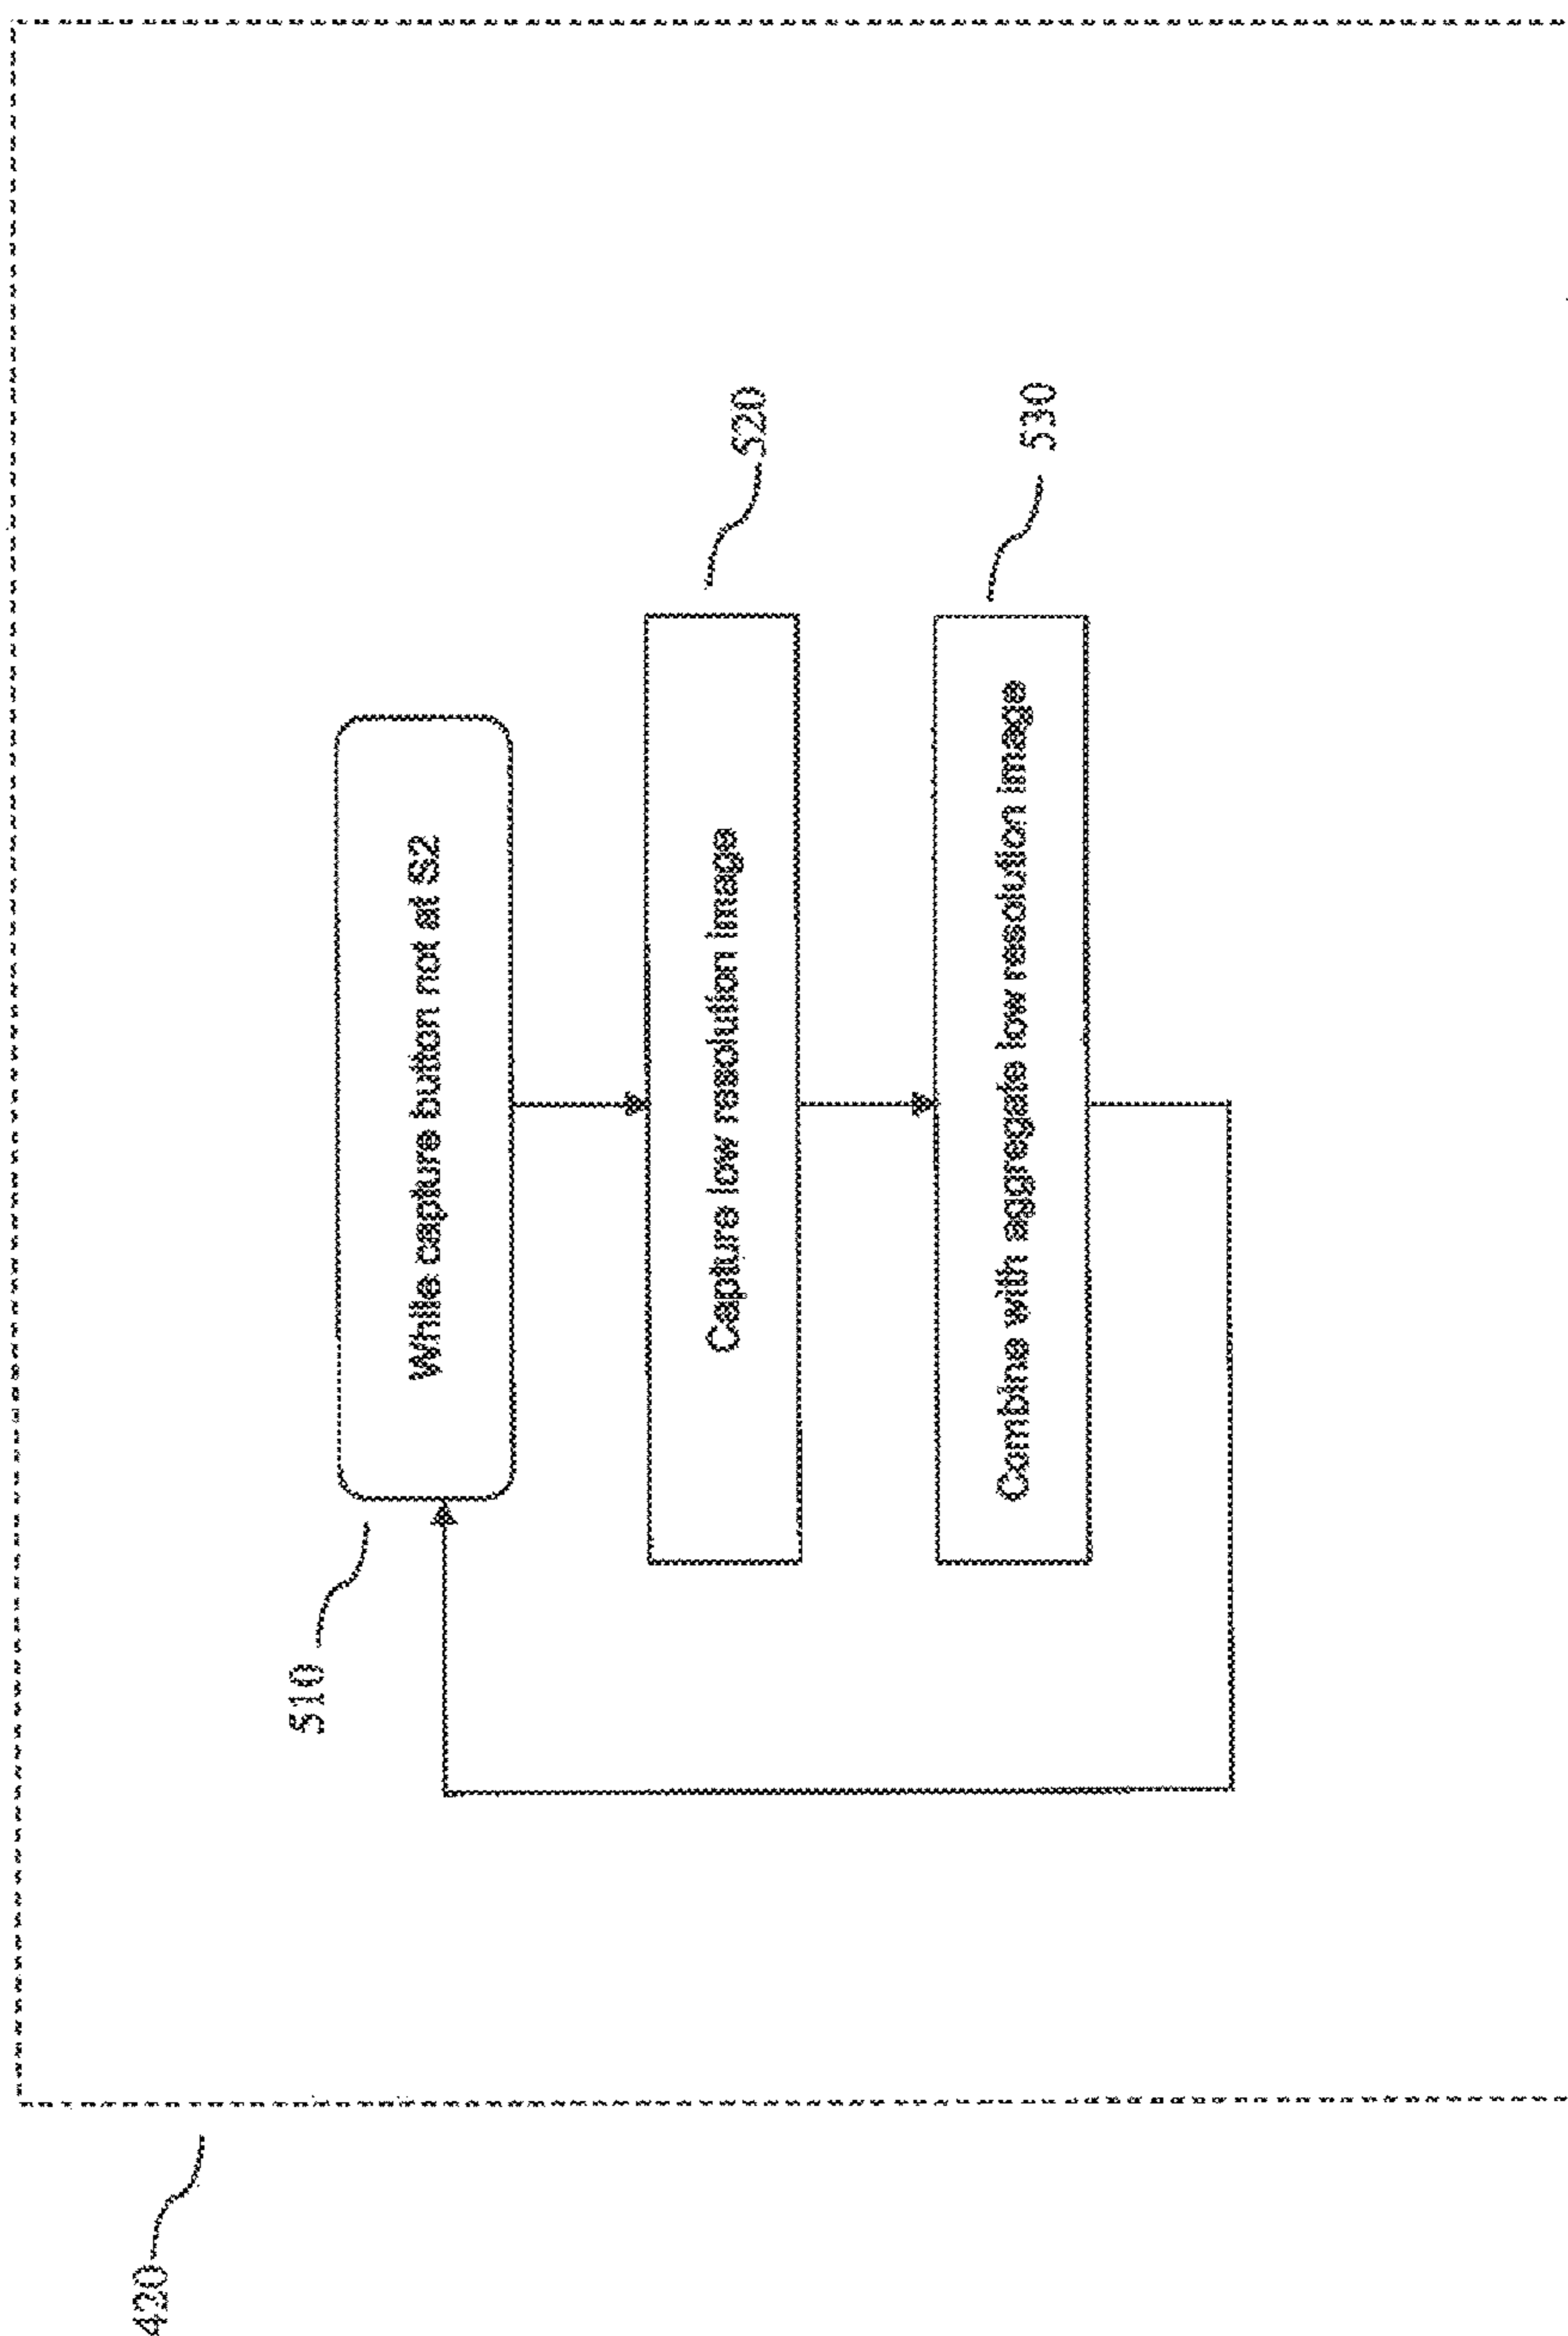 420
510
While capture button not at S2
Capture low resolution image
520
Combine with aggregate low resolution image
530